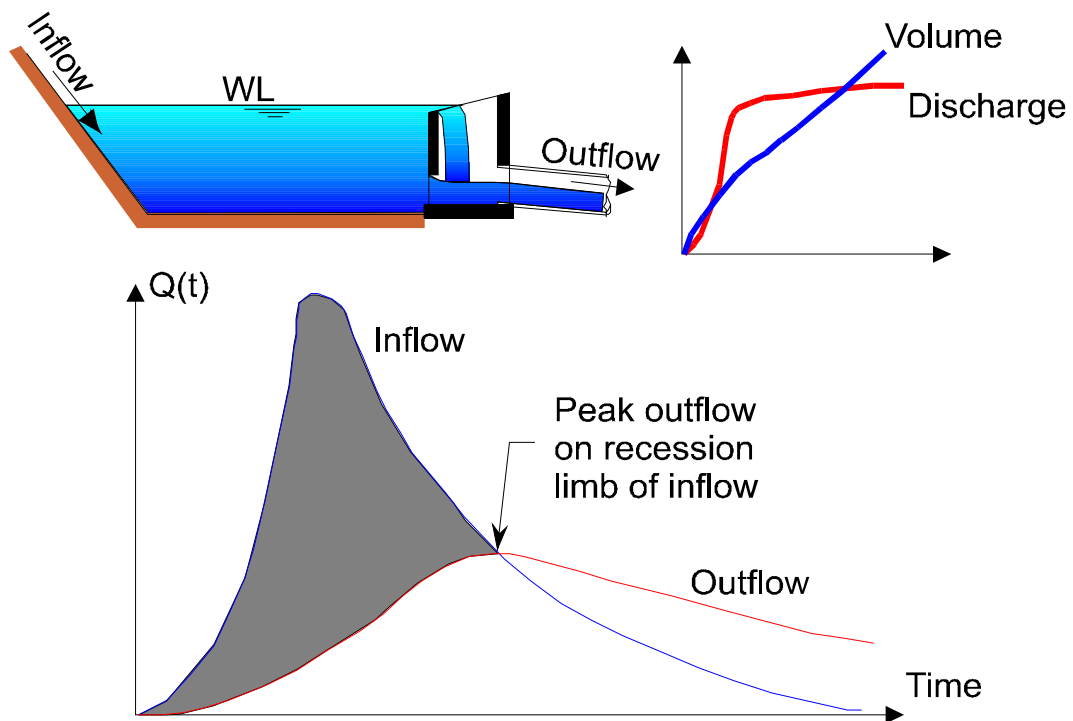 Inflow
WL
Outflow
Volume
Discharge
Q(t)
Inflow
Peak outflow
on recession
limb of inflow
Outflow
Time